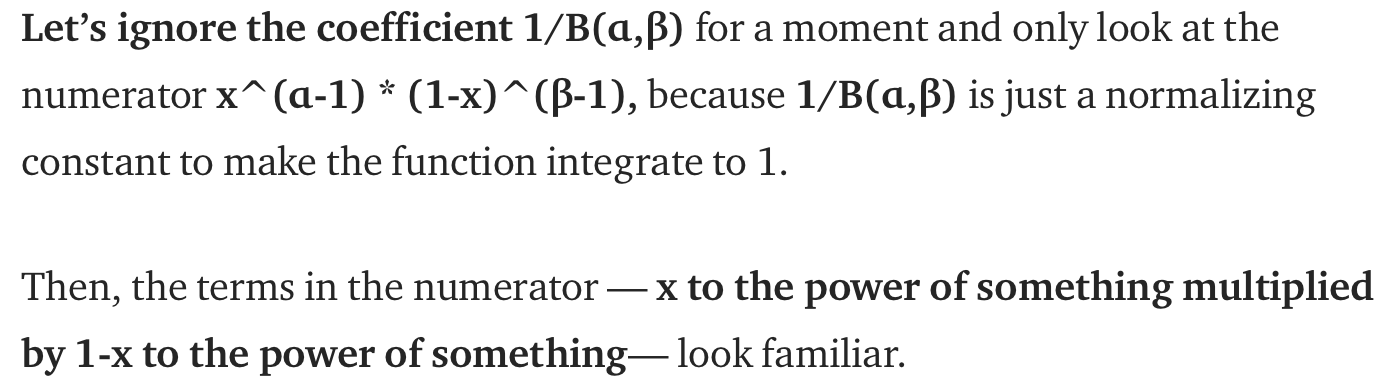 Let’s ignore the coefficient 1/B(α,β) for a moment and only look at the
numerator x^(α-1) * (1-x)^(β-1), because 1/B(α,β) is just a normalizing
constant to make the function integrate to 1.
Then, the terms in the numerator — x to the power of something multiplied
by 1-x to the power of something— look familiar.